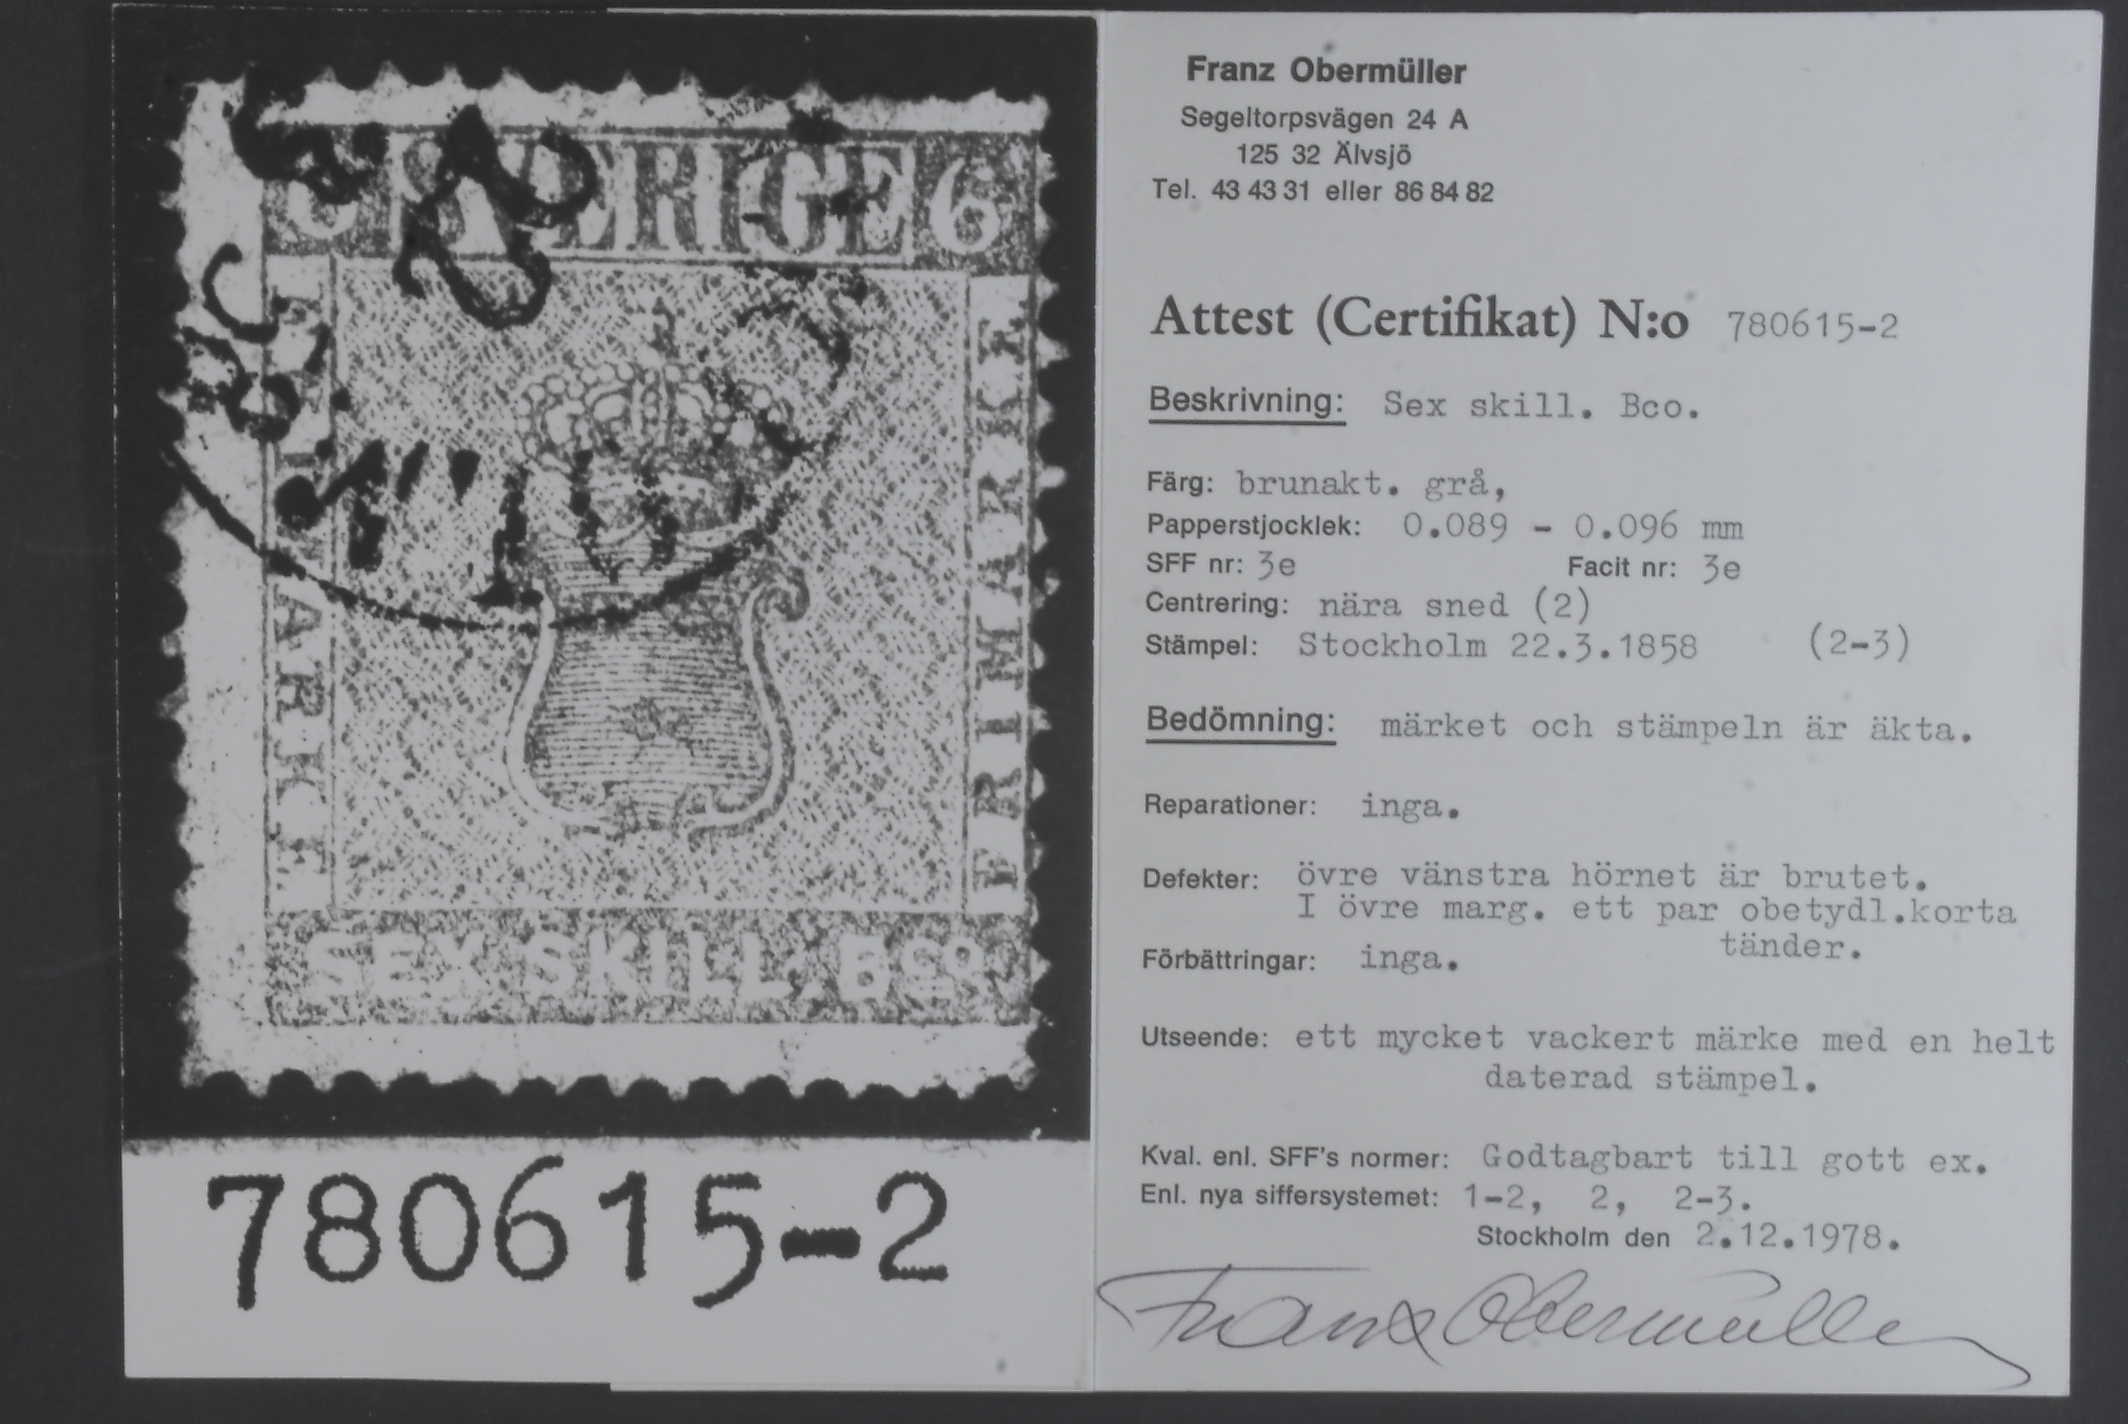 SVERIGE 6
FRIMÄRKE
FRIMÄRKE
SEX SKILL. Bco.
780615-2
Franz Obermüller
Segeltorpsvägen 24 A
125 32 Älvsjö
Tel. 43 43 31 eller 86 84 82
Attest (Certifikat) N:o 780615-2
Beskrivning: Sex skill. Bco.
Färg: brunakt. grå,
Papperstjocklek: 0.089 - 0.096 mm
SFF nr: 3e Facit nr: 3e
Centrering: nära sned (2)
Stämpel: Stockholm 22.3.1858 (2-3)
Bedömning: märket och stämpeln är äkta.
Reparationer: inga.
Defekter: övre vänstra hörnet är brutet.
I övre marg. ett par obetydl.korta
tänder.
Förbättringar: inga.
Utseende: ett mycket vackert märke med en helt
daterad stämpel.
Kval. enl. SFF's normer: Godtagbart till gott ex.
Enl. nya siffersystemet: 1-2, 2, 2-3.
Stockholm den 2.12.1978.
Franz Obermüller